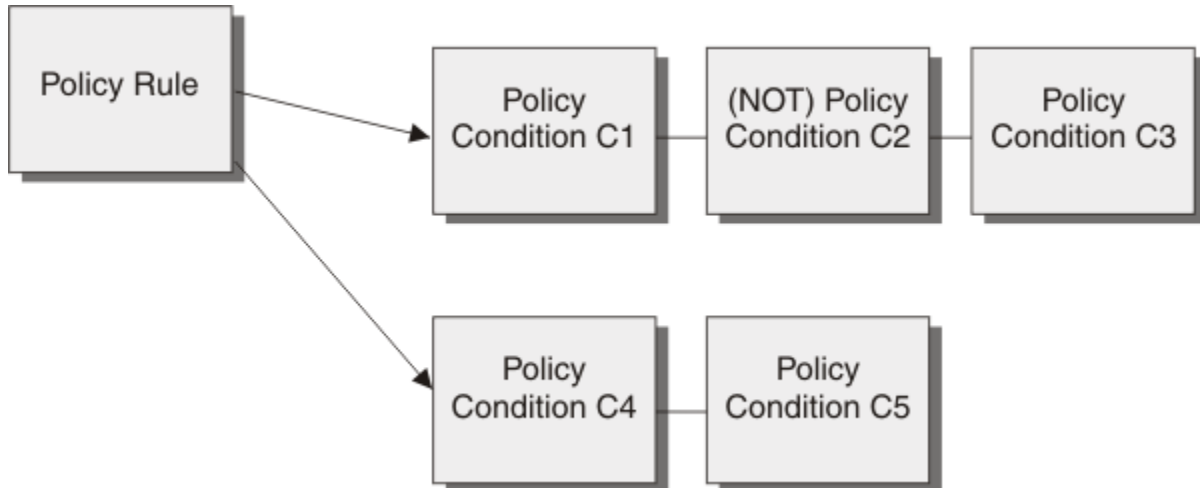 Policy Rule
Policy
Condition C1
(NOT) Policy
Condition C2
Policy
Condition C3
Policy
Condition C4
Policy
Condition C5